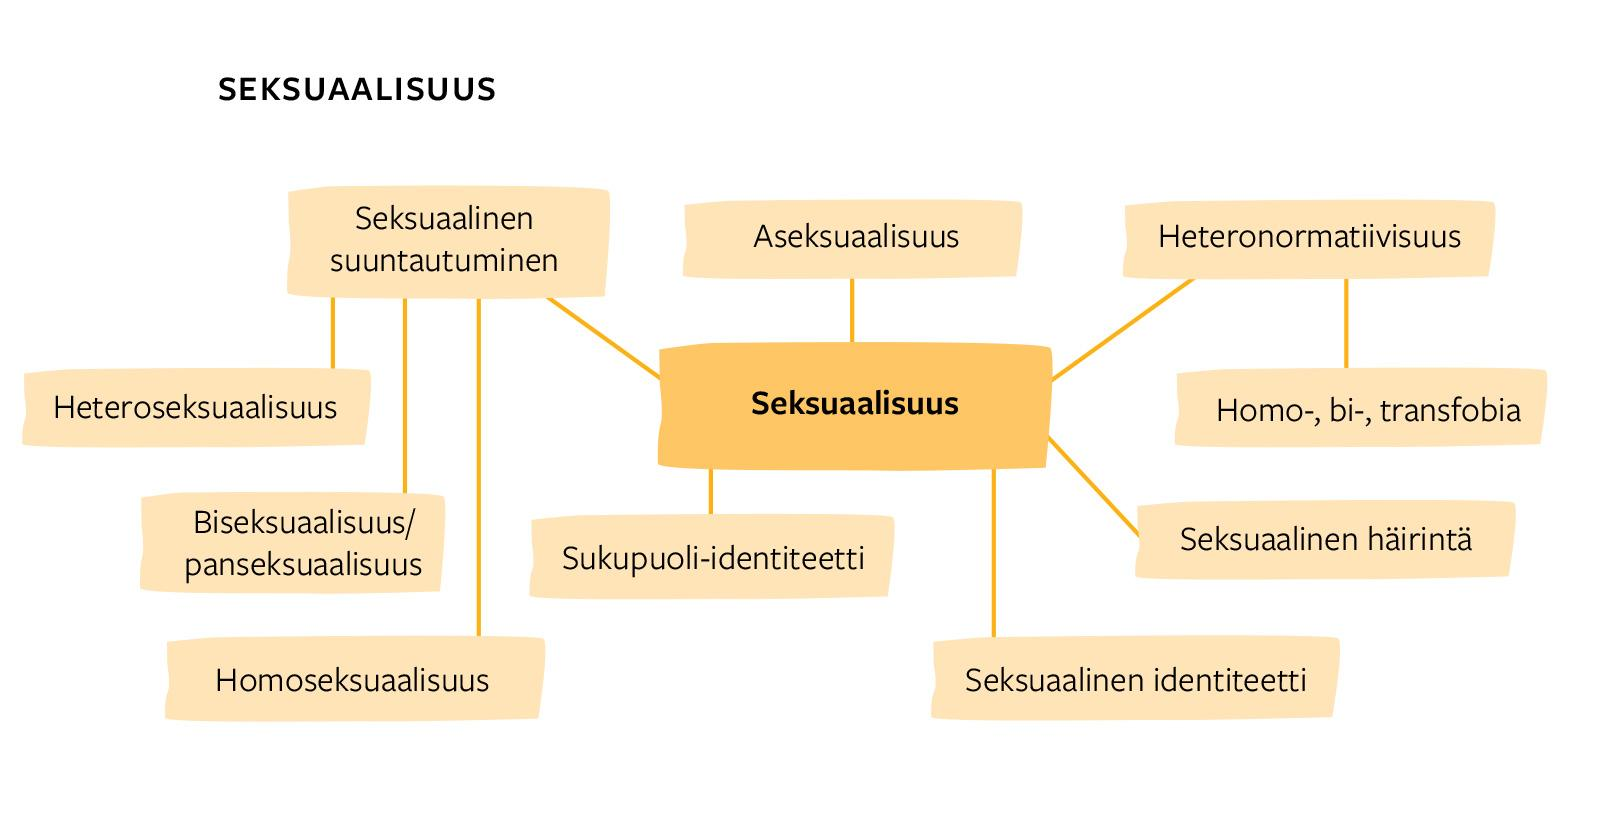 SEKSUAALISUUS
Seksuaalinen
suuntautuminen
Aseksuaalisuus
Heteronormatiivisuus
Heteroseksuaalisuus
Seksuaalisuus
Homo-, bi-, transfobia
Biseksuaalisuus/
panseksuaalisuus
Sukupuoli-identiteetti
Seksuaalinen häirintä
Homoseksuaalisuus
Seksuaalinen identiteetti